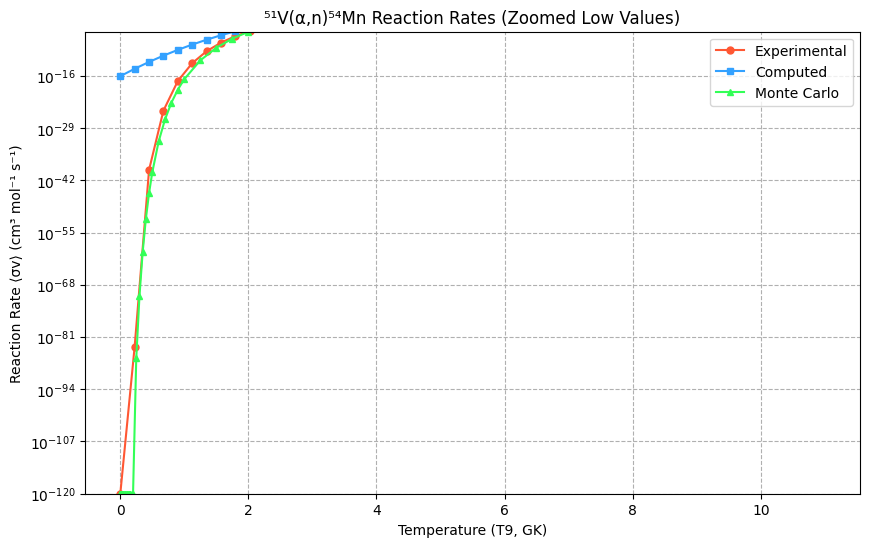 ⁵¹V(α,n)⁵⁴Mn Reaction Rates (Zoomed Low Values)
Experimental
Computed
Monte Carlo
Reaction Rate ⟨σv⟩ (cm³ mol⁻¹ s⁻¹)
10⁻¹⁶
10⁻²⁹
10⁻⁴²
10⁻⁵⁵
10⁻⁶⁸
10⁻⁸¹
10⁻⁹⁴
10⁻¹⁰⁷
10⁻¹²⁰
0 2 4 6 8 10
Temperature (T9, GK)